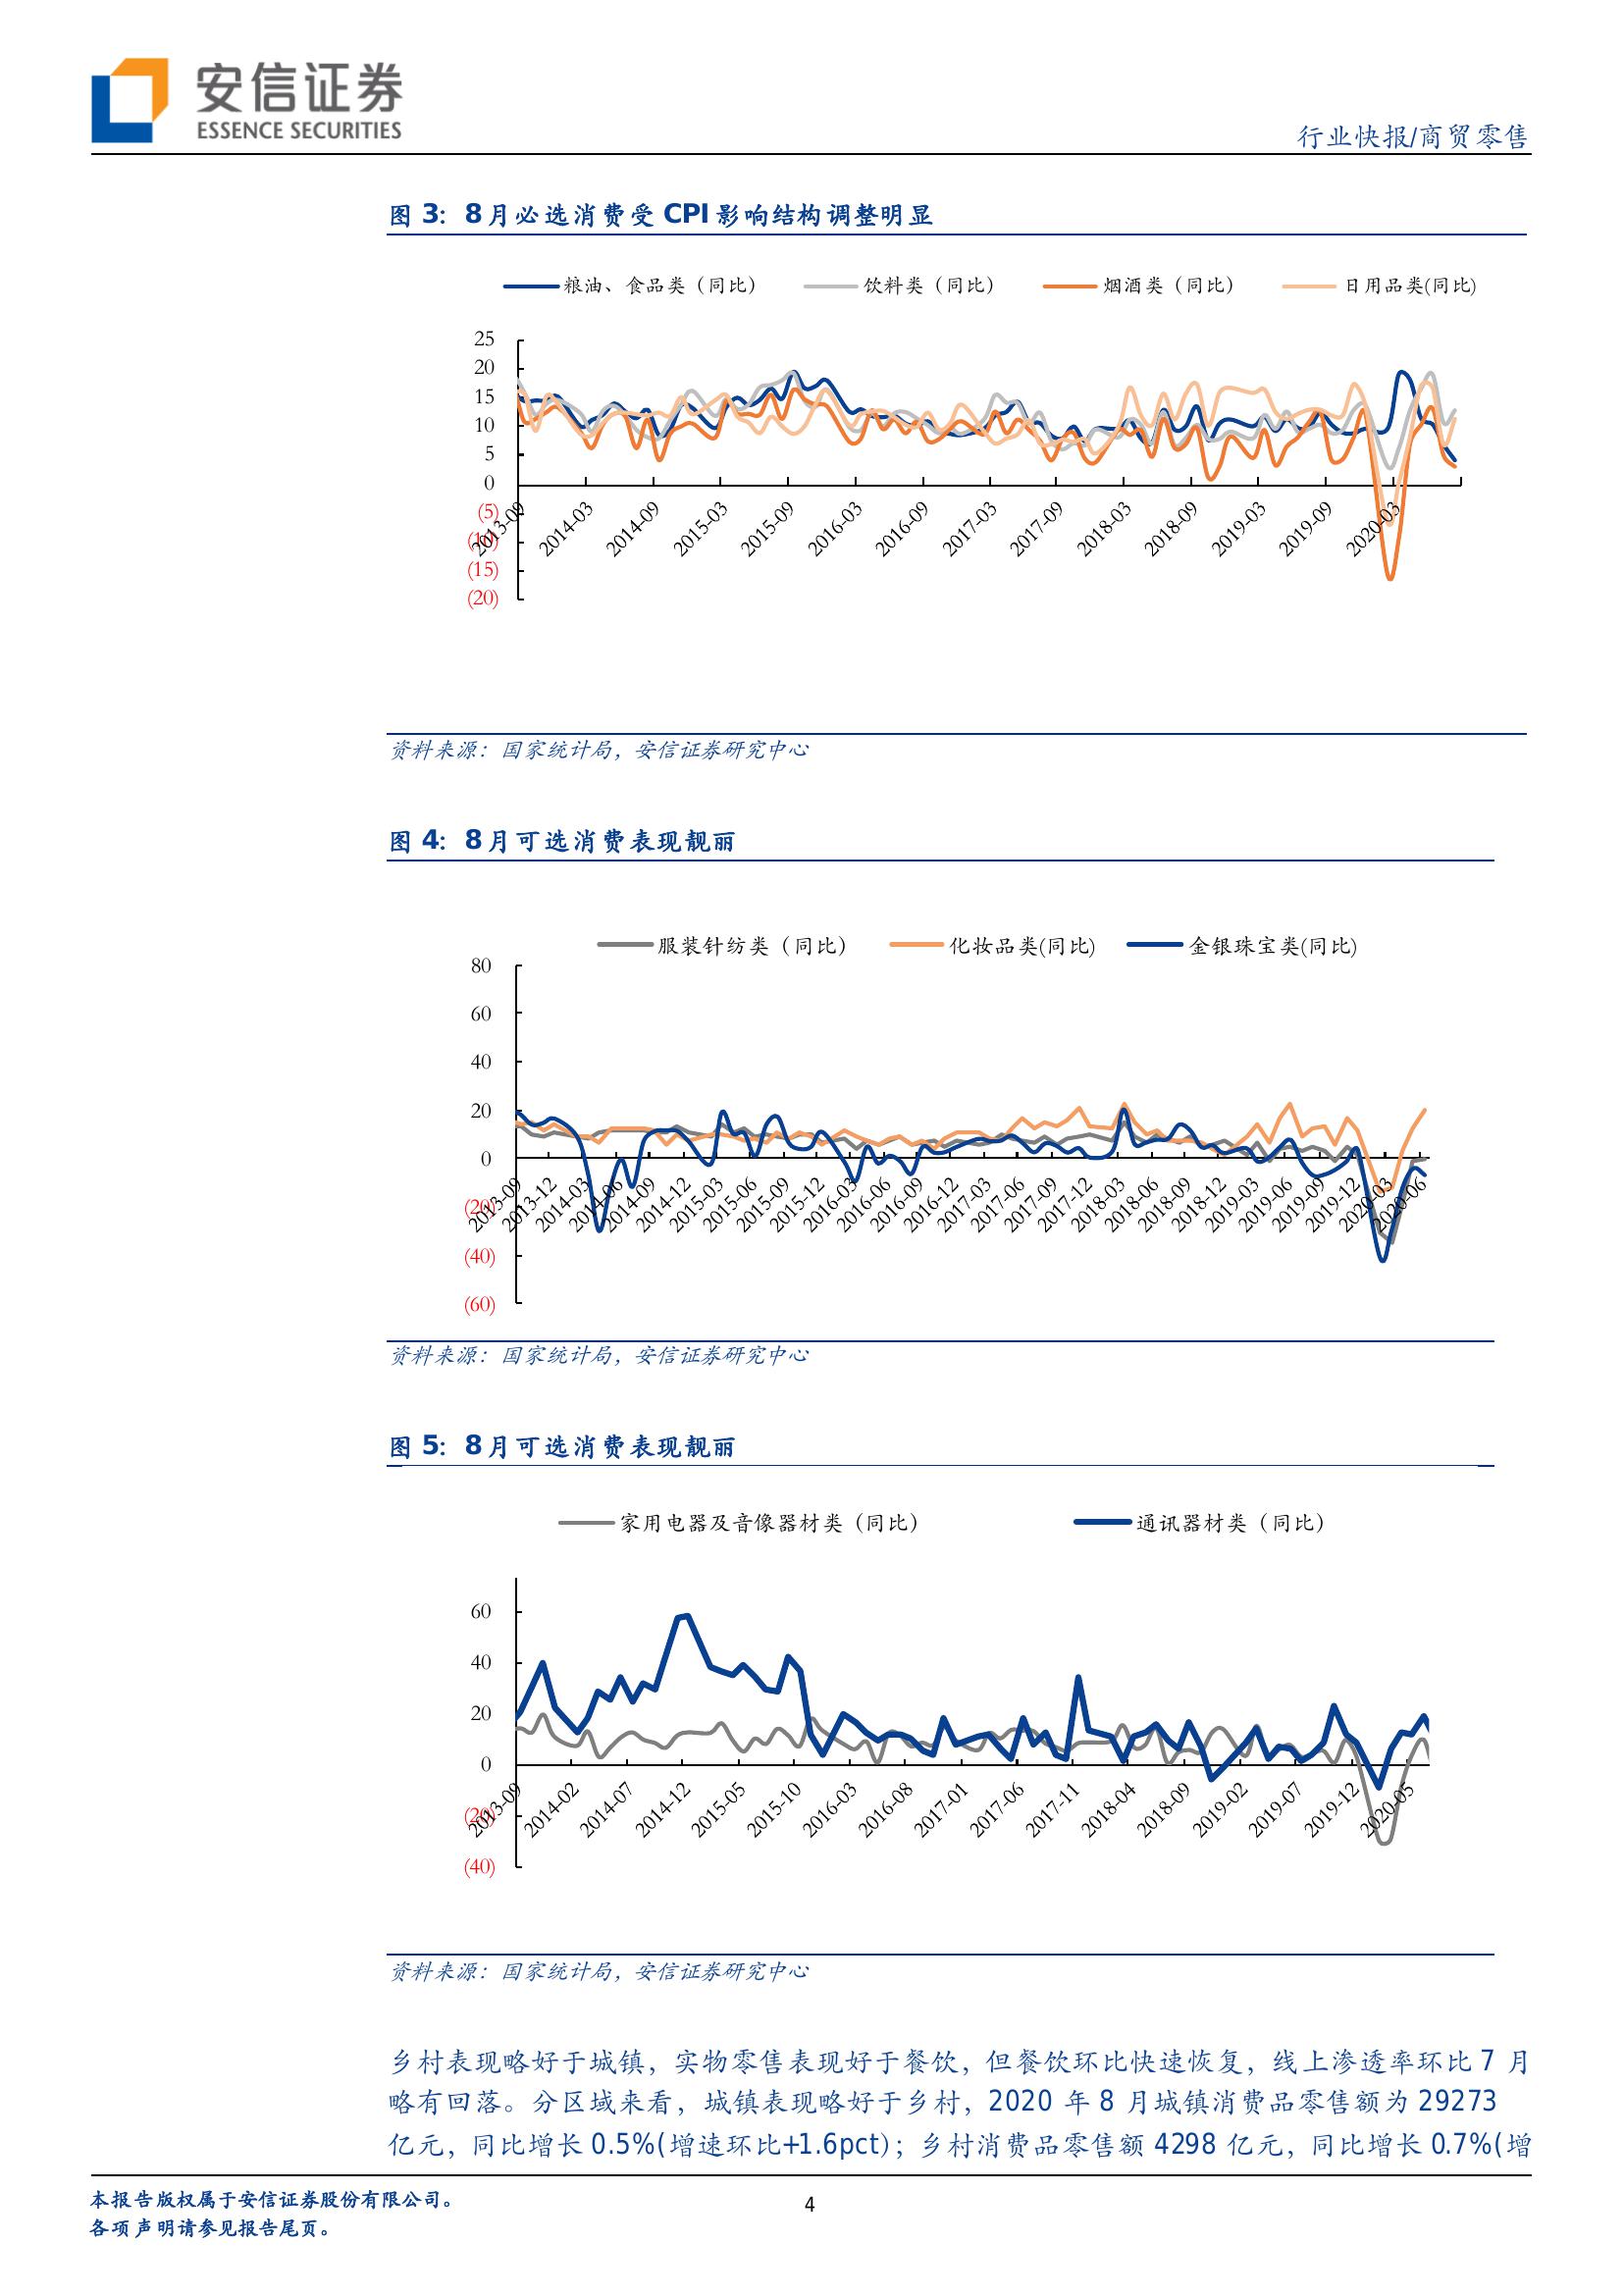 安信证券
ESSENCE SECURITIES
行业快报/商贸零售
图 3：8 月必选消费受 CPI 影响结构调整明显
粮油、食品类（同比） 饮料类（同比） 烟酒类（同比） 日用品类(同比)
25
20
15
10
5
0
(5)
(10)
(15)
(20)
2013-09 2014-03 2014-09 2015-03 2015-09 2016-03 2016-09 2017-03 2017-09 2018-03 2018-09 2019-03 2019-09 2020-03
资料来源：国家统计局，安信证券研究中心
图 4：8 月可选消费表现靓丽
服装针纺类（同比） 化妆品类(同比) 金银珠宝类(同比)
80
60
40
20
0
(20)
(40)
(60)
2013-09 2013-12 2014-03 2014-06 2014-09 2014-12 2015-03 2015-06 2015-09 2015-12 2016-03 2016-06 2016-09 2016-12 2017-03 2017-06 2017-09 2017-12 2018-03 2018-06 2018-09 2018-12 2019-03 2019-06 2019-09 2019-12 2020-03 2020-06
资料来源：国家统计局，安信证券研究中心
图 5：8 月可选消费表现靓丽
家用电器及音像器材类（同比） 通讯器材类（同比）
60
40
20
0
(20)
(40)
2013-09 2014-02 2014-07 2014-12 2015-05 2015-10 2016-03 2016-08 2017-01 2017-06 2017-11 2018-04 2018-09 2019-02 2019-07 2019-12 2020-05
资料来源：国家统计局，安信证券研究中心
乡村表现略好于城镇，实物零售表现好于餐饮，但餐饮环比快速恢复，线上渗透率环比 7 月
略有回落。分区域来看，城镇表现略好于乡村，2020 年 8 月城镇消费品零售额为 29273
亿元，同比增长 0.5%(增速环比+1.6pct)；乡村消费品零售额 4298 亿元，同比增长 0.7%(增
本报告版权属于安信证券股份有限公司。
4
各项声明请参见报告尾页。